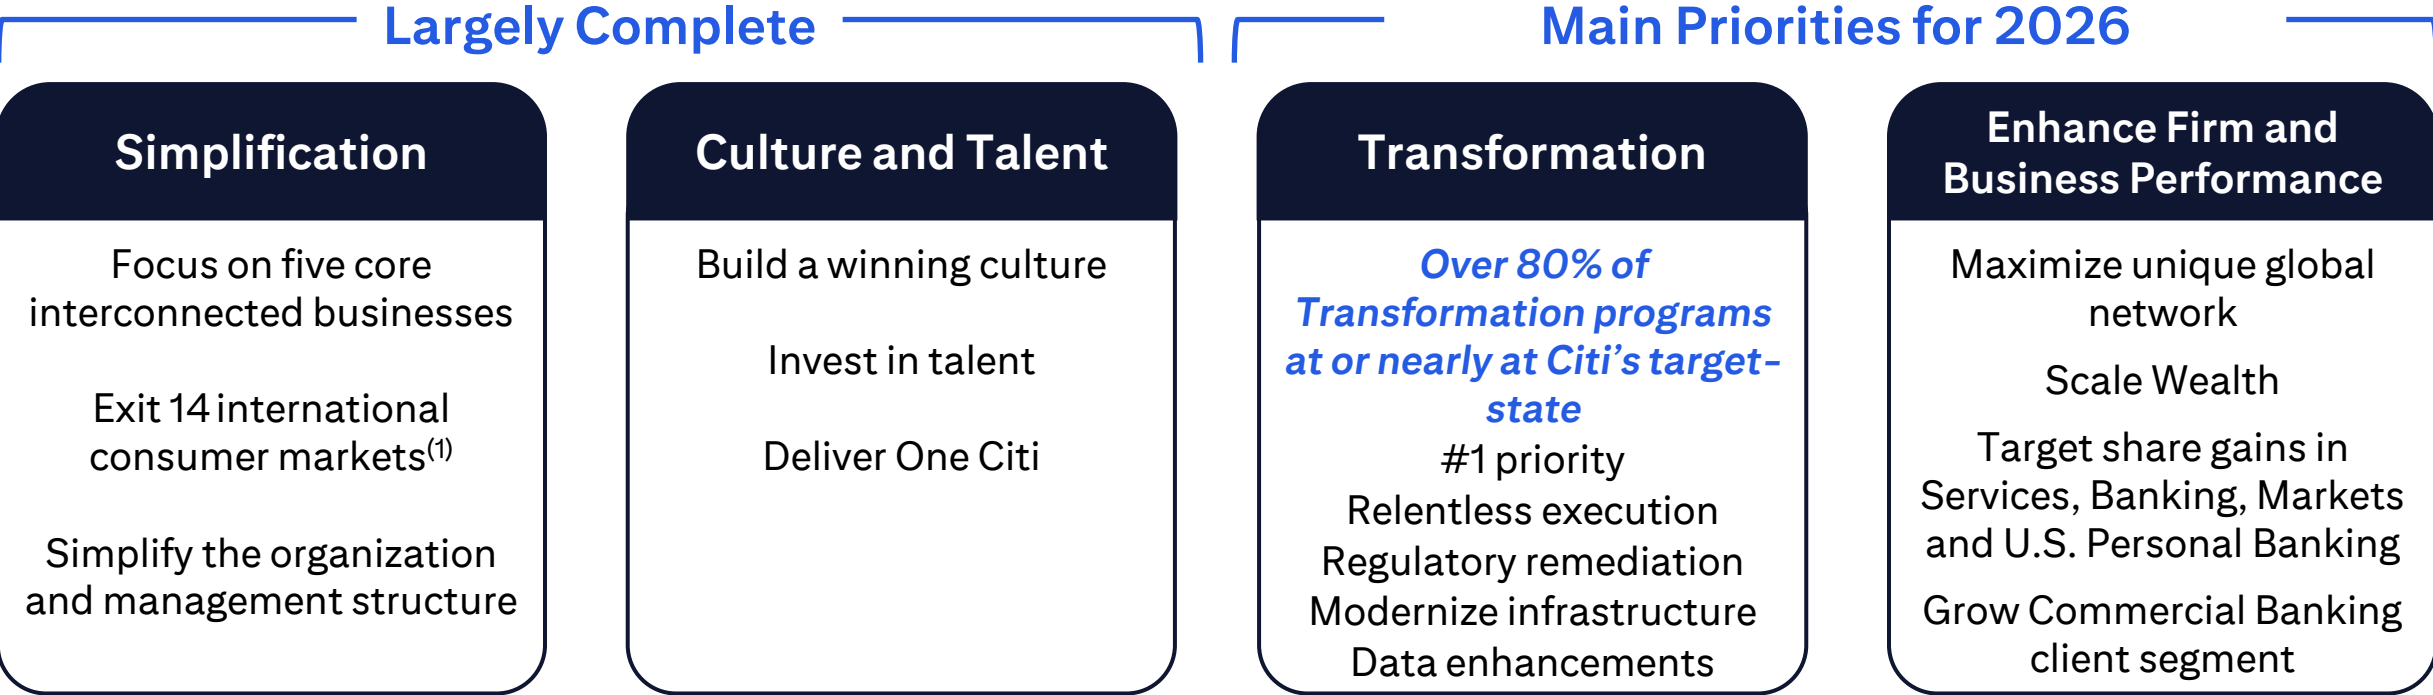 Largely Complete
Main Priorities for 2026
Simplification
Focus on five core
interconnected businesses
Exit 14 international
consumer markets(1)
Simplify the organization
and management structure
Culture and Talent
Build a winning culture
Invest in talent
Deliver One Citi
Transformation
Over 80% of
Transformation programs
at or nearly at Citi’s target-
state
#1 priority
Relentless execution
Regulatory remediation
Modernize infrastructure
Data enhancements
Enhance Firm and
Business Performance
Maximize unique global
network
Scale Wealth
Target share gains in
Services, Banking, Markets
and U.S. Personal Banking
Grow Commercial Banking
client segment